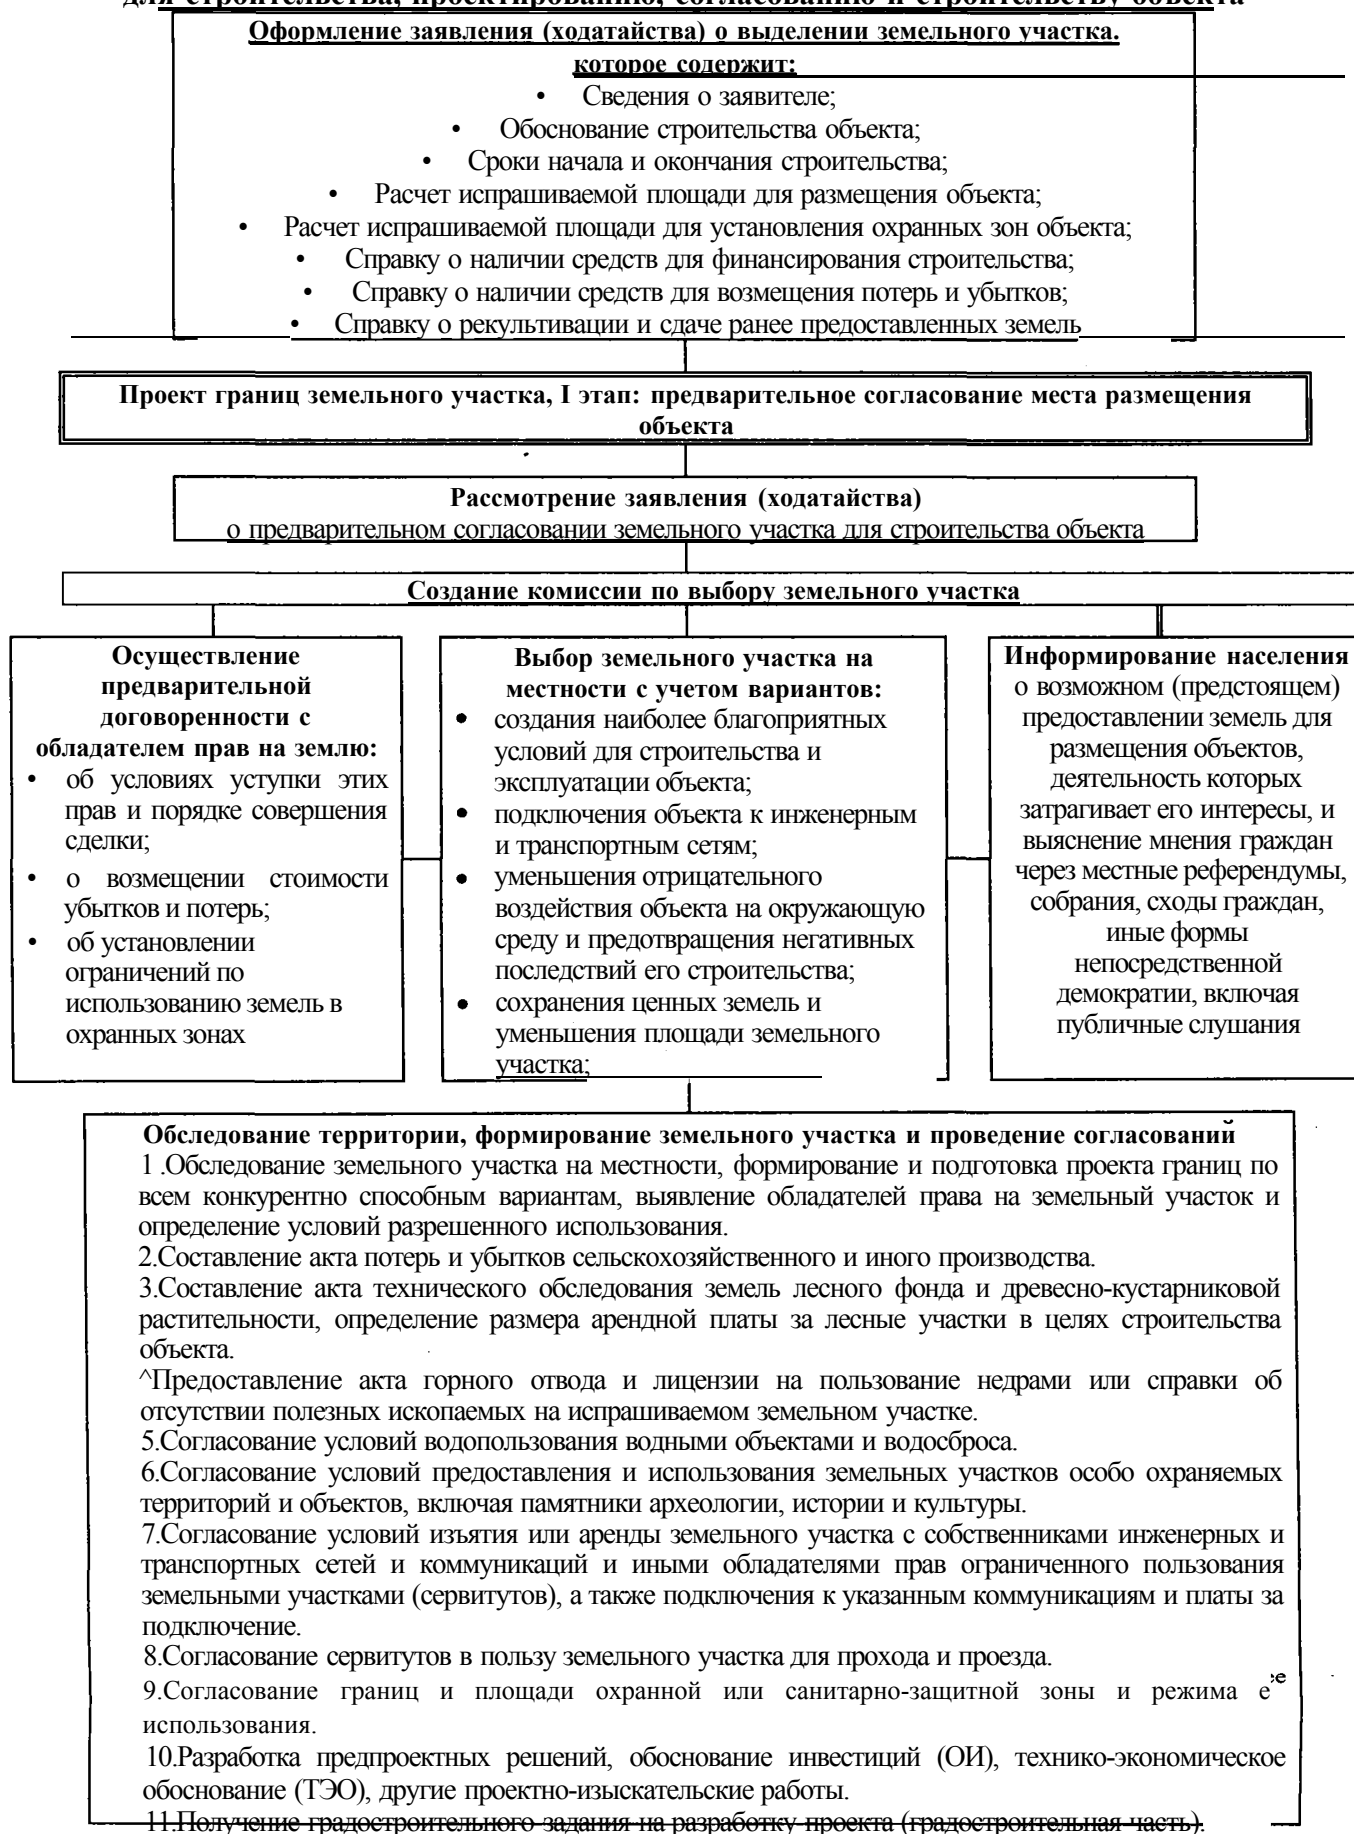 для строительства, проектированию, согласованию и строительству объекта
Оформление заявления (ходатайства) о выделении земельного участка.
которое содержит:
• Сведения о заявителе;
• Обоснование строительства объекта;
• Сроки начала и окончания строительства;
• Расчет испрашиваемой площади для размещения объекта;
• Расчет испрашиваемой площади для установления охранных зон объекта;
• Справку о наличии средств для финансирования строительства;
• Справку о наличии средств для возмещения потерь и убытков;
• Справку о рекультивации и сдаче ранее предоставленных земель
Проект границ земельного участка, I этап: предварительное согласование места размещения
объекта
Рассмотрение заявления (ходатайства)
о предварительном согласовании земельного участка для строительства объекта
Создание комиссии по выбору земельного участка
Осуществление
предварительной
договоренности с
обладателем прав на землю:
• об условиях уступки этих
прав и порядке совершения
сделки;
• о возмещении стоимости
убытков и потерь;
• об установлении
ограничений по
использованию земель в
охранных зонах
Выбор земельного участка на
местности с учетом вариантов:
• создания наиболее благоприятных
условий для строительства и
эксплуатации объекта;
• подключения объекта к инженерным
и транспортным сетям;
• уменьшения отрицательного
воздействия объекта на окружающую
среду и предотвращения негативных
последствий его строительства;
• сохранения ценных земель и
уменьшения площади земельного
участка;
Информирование населения
о возможном (предстоящем)
предоставлении земель для
размещения объектов,
деятельность которых
затрагивает его интересы, и
выяснение мнения граждан
через местные референдумы,
собрания, сходы граждан,
иные формы
непосредственной
демократии, включая
публичные слушания
Обследование территории, формирование земельного участка и проведение согласований
1 .Обследование земельного участка на местности, формирование и подготовка проекта границ по
всем конкурентно способным вариантам, выявление обладателей права на земельный участок и
определение условий разрешенного использования.
2.Составление акта потерь и убытков сельскохозяйственного и иного производства.
3.Составление акта технического обследования земель лесного фонда и древесно-кустарниковой
растительности, определение размера арендной платы за лесные участки в целях строительства
объекта.
^Предоставление акта горного отвода и лицензии на пользование недрами или справки об
отсутствии полезных ископаемых на испрашиваемом земельном участке.
5.Согласование условий водопользования водными объектами и водосброса.
6.Согласование условий предоставления и использования земельных участков особо охраняемых
территорий и объектов, включая памятники археологии, истории и культуры.
7.Согласование условий изъятия или аренды земельного участка с собственниками инженерных и
транспортных сетей и коммуникаций и иными обладателями прав ограниченного пользования
земельными участками (сервитутов), а также подключения к указанным коммуникациям и платы за
подключение.
8.Согласование сервитутов в пользу земельного участка для прохода и проезда.
9.Согласование границ и площади охранной или санитарно-защитной зоны и режима ее
использования.
10.Разработка предпроектных решений, обоснование инвестиций (ОИ), технико-экономическое
обоснование (ТЭО), другие проектно-изыскательские работы.
11.Получение градостроительного задания на разработку проекта (градостроительная часть).